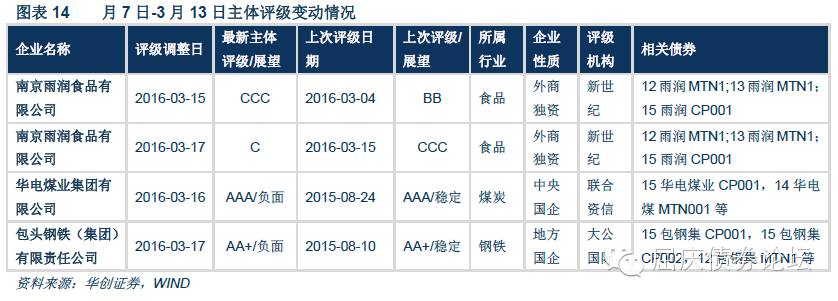 图表 14 月 7 日-3 月 13 日主体评级变动情况
企业名称 评级调整日 最新主体评级/展望 上次评级日期 上次评级/展望 所属行业 企业性质 评级机构 相关债券
南京雨润食品有限公司 2016-03-15 CCC 2016-03-04 BB 食品 外商独资 新世纪 12 雨润 MTN1;13 雨润 MTN1；15 雨润 CP001
南京雨润食品有限公司 2016-03-17 C 2016-03-15 CCC 食品 外商独资 新世纪 12 雨润 MTN1;13 雨润 MTN1；15 雨润 CP001
华电煤业集团有限公司 2016-03-16 AAA/负面 2015-08-24 AAA/稳定 煤炭 中央国企 联合资信 15 华电煤业 CP001，14 华电煤 MTN001 等
包头钢铁（集团）有限责任公司 2016-03-17 AA+/负面 2015-08-10 AA+/稳定 钢铁 地方国企 大公国际 15 包钢集 CP001，15 包钢集 CP002，12 包钢集 MTN1 等
资料来源：华创证券，WIND
屈庆债券论坛